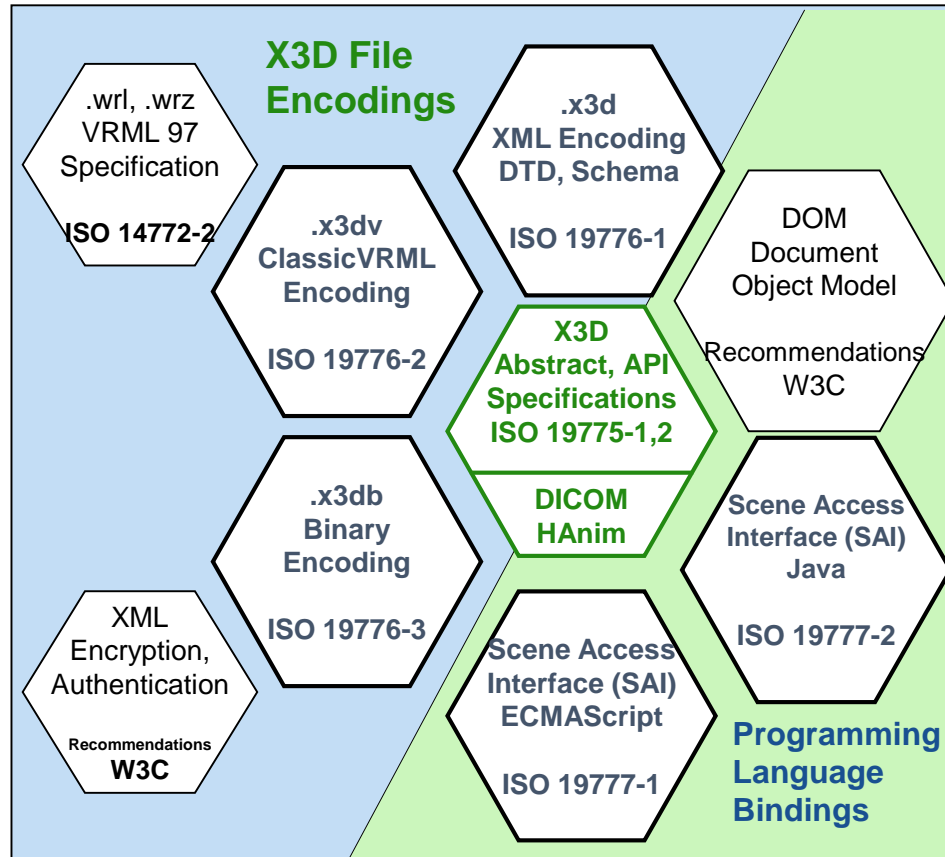 X3D File
Encodings
.wrl, .wrz
VRML 97
Specification
ISO 14772-2
.x3d
XML Encoding
DTD, Schema
ISO 19776-1
.x3dv
ClassicVRML
Encoding
ISO 19776-2
DOM
Document
Object Model
Recommendations
W3C
X3D
Abstract, API
Specifications
ISO 19775-1,2
DICOM
HAnim
.x3db
Binary
Encoding
ISO 19776-3
Scene Access
Interface (SAI)
Java
ISO 19777-2
XML
Encryption,
Authentication
Recommendations
W3C
Scene Access
Interface (SAI)
ECMAScript
ISO 19777-1
Programming
Language
Bindings